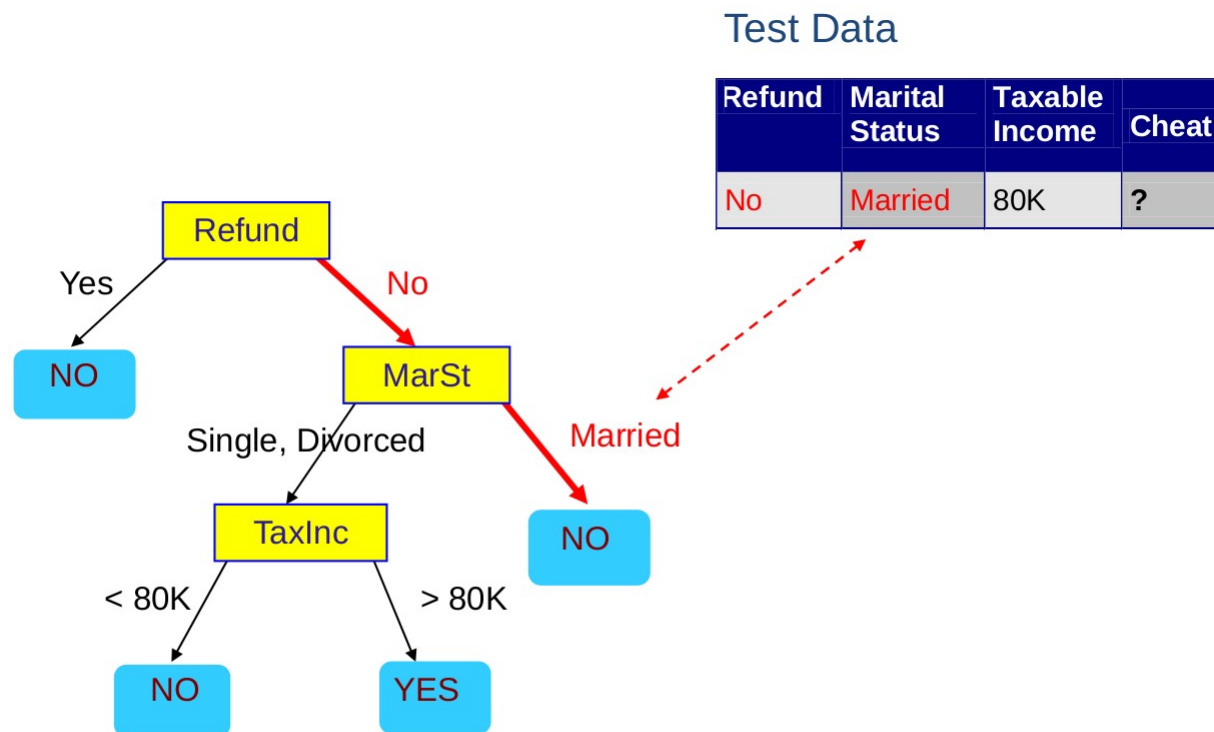 Test Data
Refund Marital Status Taxable Income Cheat
No Married 80K ?
Refund
Yes No
NO
MarSt
Single, Divorced Married
TaxInc
NO
< 80K > 80K
NO YES